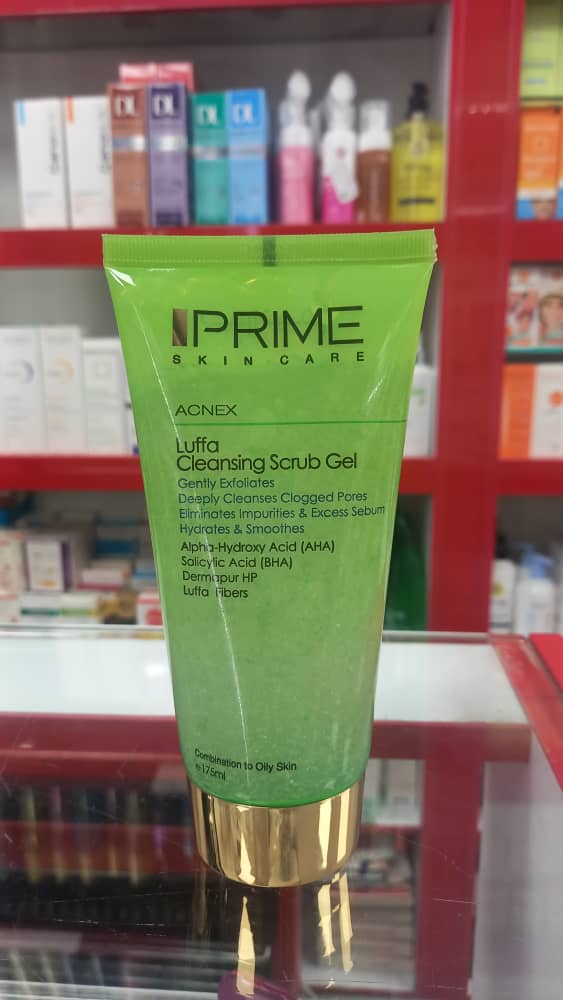 PRIME
SKIN CARE
ACNEX
Luffa
Cleansing Scrub Gel
Gently Exfoliates
Deeply Cleanses Clogged Pores
Eliminates Impurities & Excess Sebum
Hydrates & Smoothes
Alpha-Hydroxy Acid (AHA)
Salicylic Acid (BHA)
Dermapur HP
Luffa Fibers
Combination to Oily Skin
℮175ml